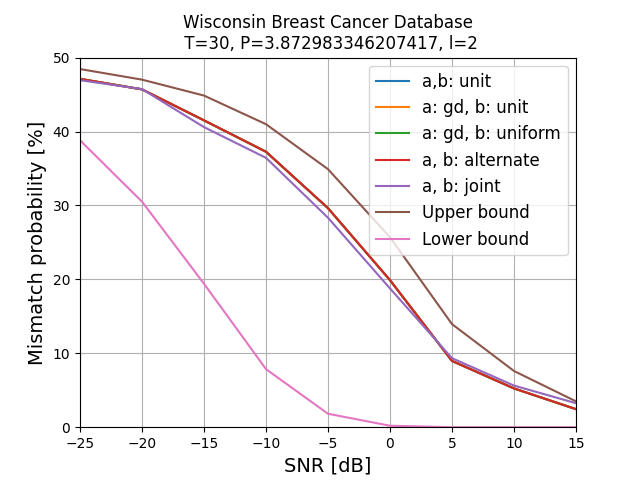 Wisconsin Breast Cancer Database
T=30, P=3.872983346207417, l=2
Mismatch probability [%]
50
40
30
20
10
0
a,b: unit
a: gd, b: unit
a: gd, b: uniform
a, b: alternate
a, b: joint
Upper bound
Lower bound
−25 −20 −15 −10 −5 0 5 10 15
SNR [dB]